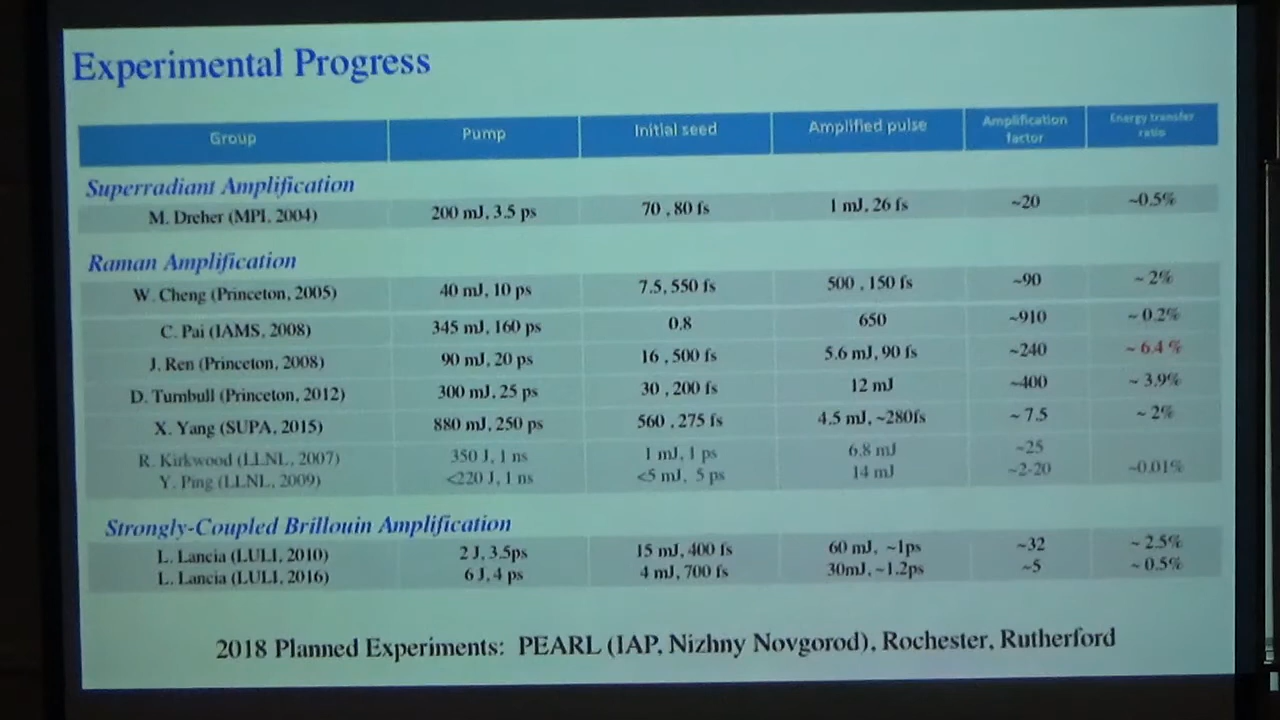 Experimental Progress
Group Pump Initial seed Amplified pulse Amplification factor Energy transfer ratio
Superradiant Amplification
M. Dreher (MPI, 2004) 200 mJ, 3.5 ps 70 , 80 fs 1 mJ, 26 fs ~20 ~0.5%
Raman Amplification
W. Cheng (Princeton, 2005) 40 mJ, 10 ps 7.5, 550 fs 500 , 150 fs ~90 ~ 2%
C. Pai (IAMS, 2008) 345 mJ, 160 ps 0.8 650 ~910 ~ 0.2%
J. Ren (Princeton, 2008) 90 mJ, 20 ps 16 , 500 fs 5.6 mJ, 90 fs ~240 ~ 6.4 %
D. Turnbull (Princeton, 2012) 300 mJ, 25 ps 30 , 200 fs 12 mJ ~400 ~ 3.9%
X. Yang (SUPA, 2015) 880 mJ, 250 ps 560 , 275 fs 4.5 mJ, ~280fs ~ 7.5 ~ 2%
R. Kirkwood (LLNL, 2007) 350 J, 1 ns 1 mJ, 1 ps 6.8 mJ ~25
Y. Ping (LLNL, 2009) <220 J, 1 ns <5 mJ, 5 ps 14 mJ ~2-20 ~0.01%
Strongly-Coupled Brillouin Amplification
L. Lancia (LULI, 2010) 2 J, 3.5ps 15 mJ, 400 fs 60 mJ, ~1ps ~32 ~ 2.5%
L. Lancia (LULI, 2016) 6 J, 4 ps 4 mJ, 700 fs 30mJ, ~1.2ps ~5 ~ 0.5%
2018 Planned Experiments: PEARL (IAP, Nizhny Novgorod), Rochester, Rutherford